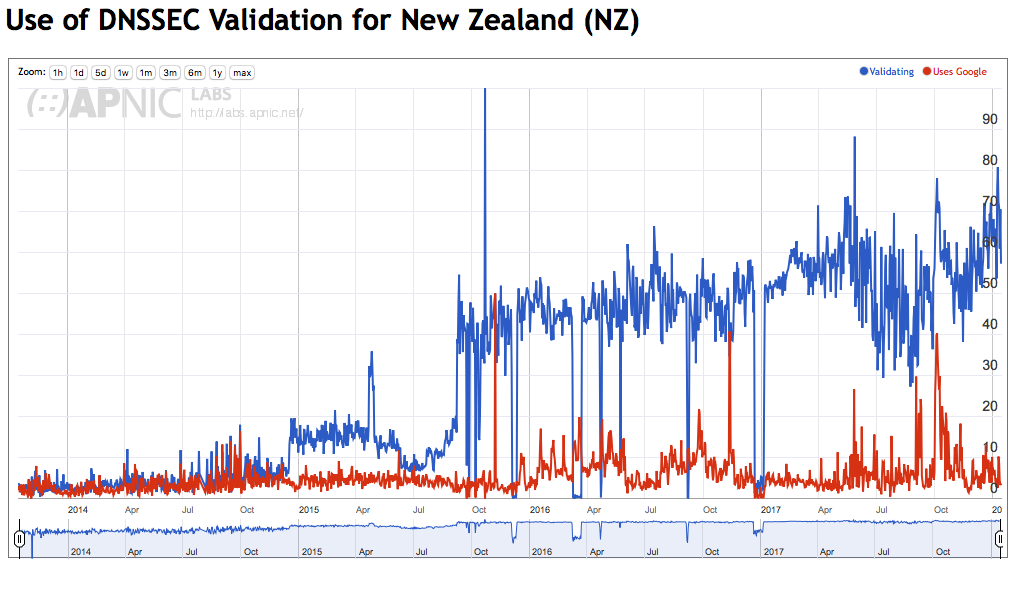 Use of DNSSEC Validation for New Zealand (NZ)
Zoom: 1h 1d 5d 1w 1m 3m 6m 1y max
Validating Uses Google
(::) APNIC LABS
http://labs.apnic.net/
90
80
70
60
50
40
30
20
10
0
2014 Apr Jul Oct 2015 Apr Jul Oct 2016 Apr Jul Oct 2017 Apr Jul Oct 20
2014 Apr Jul Oct 2015 Apr Jul Oct 2016 Apr Jul Oct 2017 Apr Jul Oct